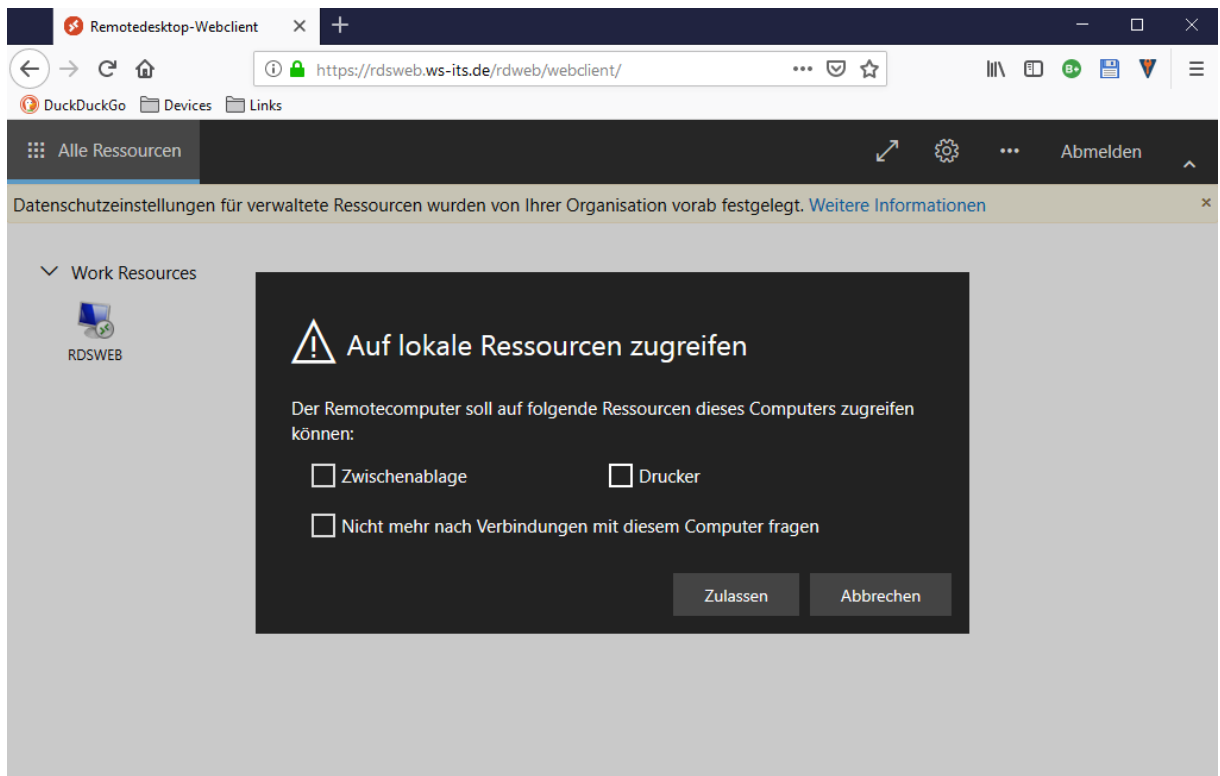 Remotedesktop-Webclient
https://rdsweb.ws-its.de/rdweb/webclient/
B+
DuckDuckGo Devices Links
Alle Ressourcen Abmelden
Datenschutzeinstellungen für verwaltete Ressourcen wurden von Ihrer Organisation vorab festgelegt. Weitere Informationen
Work Resources
RDSWEB
Auf lokale Ressourcen zugreifen
Der Remotecomputer soll auf folgende Ressourcen dieses Computers zugreifen
können:
Zwischenablage Drucker
Nicht mehr nach Verbindungen mit diesem Computer fragen
Zulassen Abbrechen